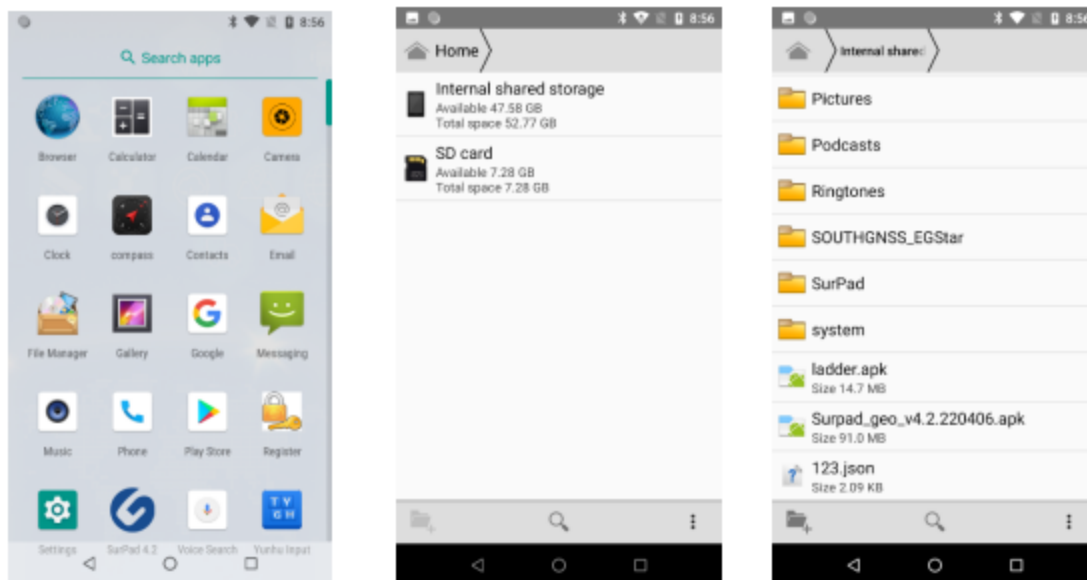 8:56
Search apps
Browser Calculator Calendar Camera
Clock compass Contacts Email
File Manager Gallery Google Messaging
Music Phone Play Store Register
T Y
G H
Settings SurPad 4.2 Voice Search Yunhu Input
8:56
Home
Internal shared storage
Available 47.58 GB
Total space 52.77 GB
SD card
Available 7.28 GB
Total space 7.28 GB
8:56
Internal shared
Pictures
Podcasts
Ringtones
SOUTHGNSS_EGStar
SurPad
system
ladder.apk
Size 14.7 MB
Surpad_geo_v4.2.220406.apk
Size 91.0 MB
123.json
Size 2.09 KB